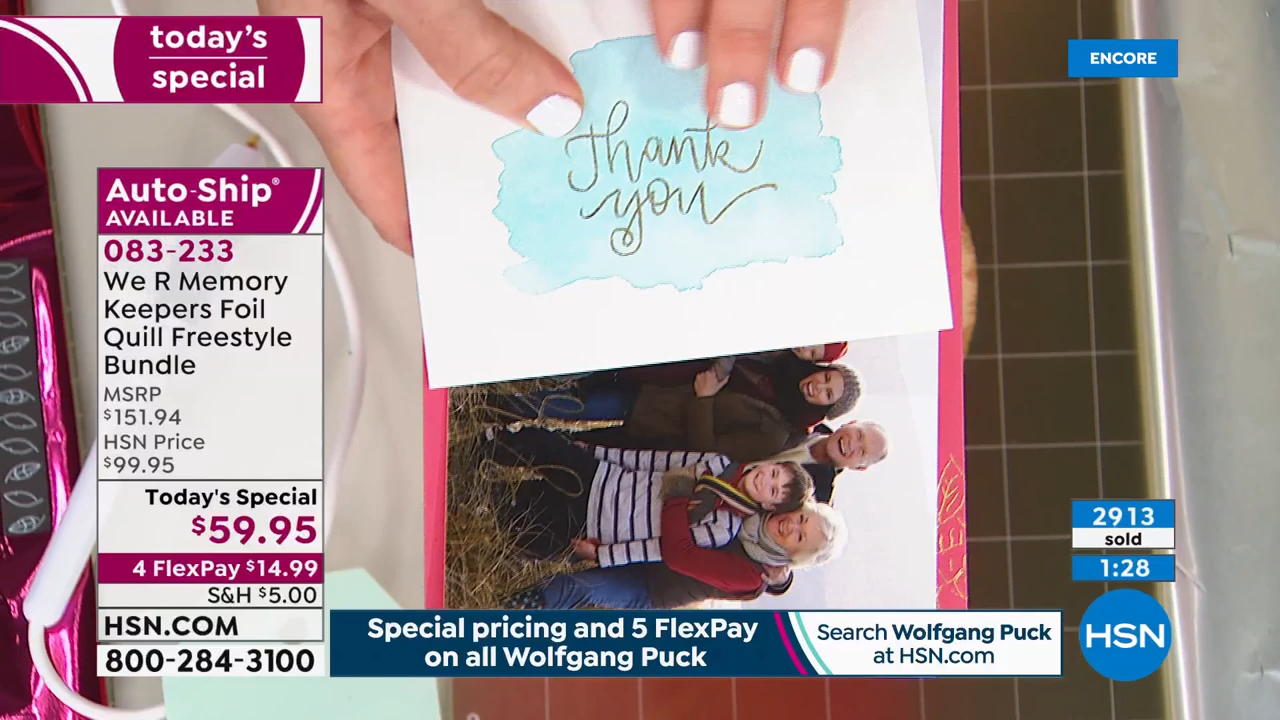 today's
special
ENCORE
thank
you
Auto-Ship®
AVAILABLE
083-233
We R Memory
Keepers Foil
Quill Freestyle
Bundle
MSRP
$151.94
HSN Price
$99.95
Today's Special
$59.95
4 FlexPay $14.99
S&H $5.00
HSN.COM
800-284-3100
2913
sold
1:28
HSN
Special pricing and 5 FlexPay
on all Wolfgang Puck
Search Wolfgang Puck
at HSN.com